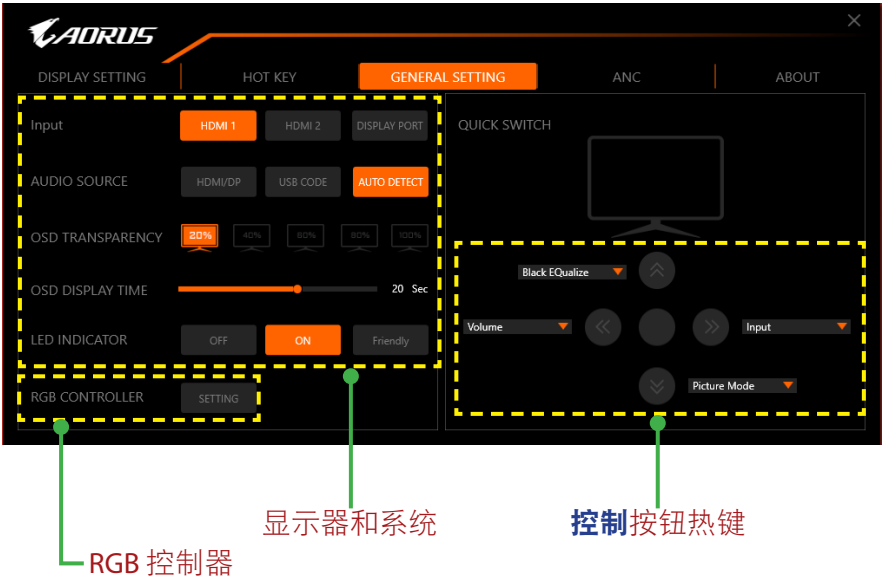 AORUS
DISPLAY SETTING HOT KEY GENERAL SETTING ANC ABOUT
Input HDMI 1 HDMI 2 DISPLAY PORT
AUDIO SOURCE HDMI/DP USB CODE AUTO DETECT
OSD TRANSPARENCY 20% 40% 60% 80% 100%
OSD DISPLAY TIME 20 Sec
LED INDICATOR OFF ON Friendly
RGB CONTROLLER SETTING
QUICK SWITCH
Black EQualize
Volume Input
Picture Mode
显示器和系统 控制按钮热键
RGB 控制器